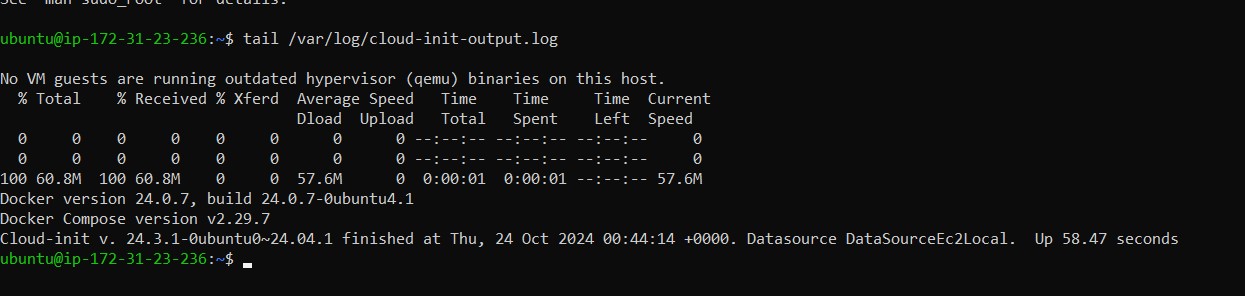 See "man sudo_root" for details.
ubuntu@ip-172-31-23-236:~$ tail /var/log/cloud-init-output.log
No VM guests are running outdated hypervisor (qemu) binaries on this host.
  % Total    % Received % Xferd  Average Speed   Time    Time     Time  Current
                                 Dload  Upload   Total   Spent    Left  Speed
  0     0    0     0    0     0      0      0 --:--:-- --:--:-- --:--:--     0
  0     0    0     0    0     0      0      0 --:--:-- --:--:-- --:--:--     0
100 60.8M  100 60.8M    0     0  57.6M      0  0:00:01  0:00:01 --:--:-- 57.6M
Docker version 24.0.7, build 24.0.7-0ubuntu4.1
Docker Compose version v2.29.7
Cloud-init v. 24.3.1-0ubuntu0~24.04.1 finished at Thu, 24 Oct 2024 00:44:14 +0000. Datasource DataSourceEc2Local.  Up 58.47 seconds
ubuntu@ip-172-31-23-236:~$